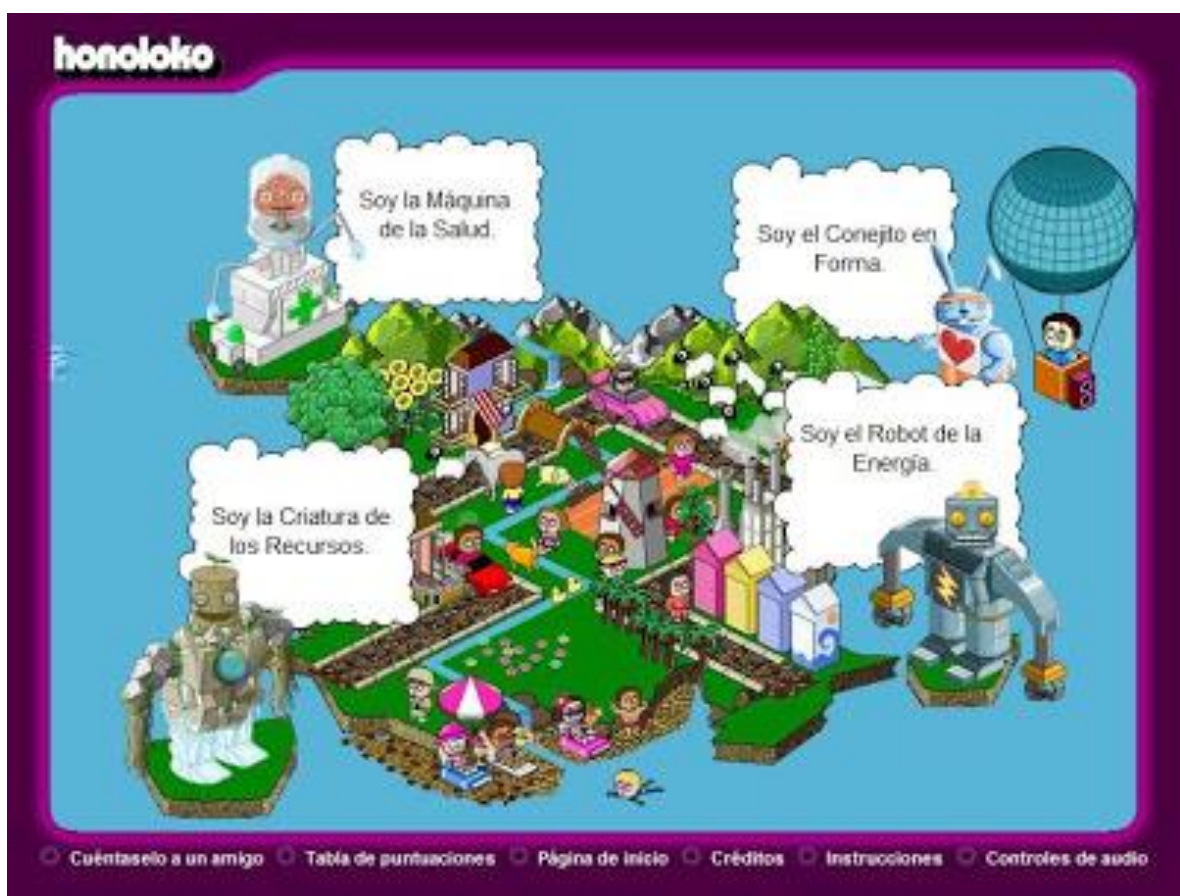 honoloko
Soy la Máquina
de la Salud.
Soy el Conejito en
Forma.
Soy el Robot de la
Energía.
Soy la Criatura de
los Recursos.
Cuéntaselo a un amigo
Tabla de puntuaciones
Página de inicio
Créditos
Instrucciones
Controles de audio